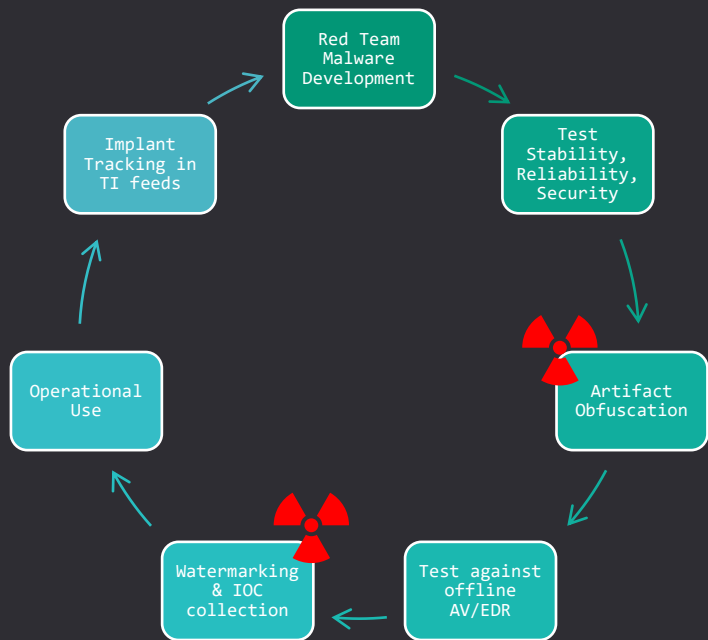 Red Team
Malware
Development
Test
Stability,
Reliability,
Security
Artifact
Obfuscation
Test against
offline
AV/EDR
Watermarking
& IOC
collection
Operational
Use
Implant
Tracking in
TI feeds